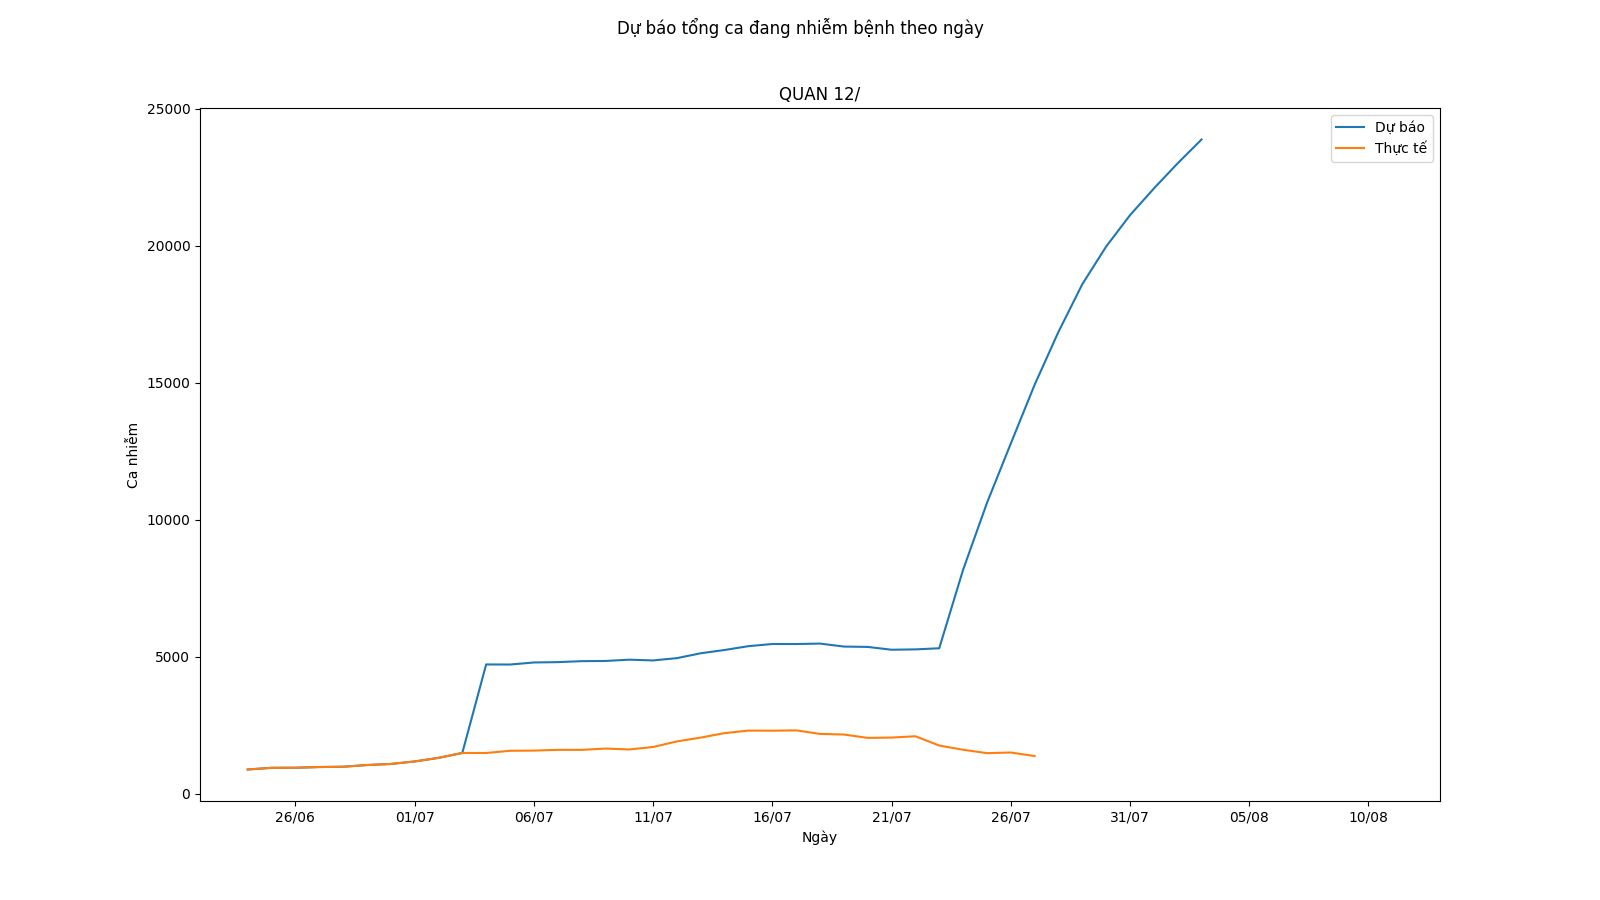 Dự báo tổng ca đang nhiễm bệnh theo ngày
QUAN 12/
25000
20000
15000
10000
5000
0
Ca nhiễm
Dự báo
Thực tế
26/06 01/07 06/07 11/07 16/07 21/07 26/07 31/07 05/08 10/08
Ngày